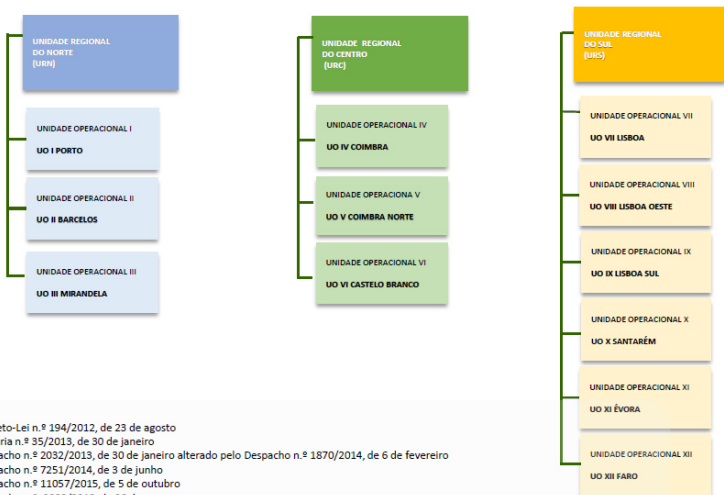 UNIDADE REGIONAL
DO NORTE
(URN)
UNIDADE OPERACIONAL I
UO I PORTO
UNIDADE OPERACIONAL II
UO II BARCELOS
UNIDADE OPERACIONAL III
UO III MIRANDELA
UNIDADE REGIONAL
DO CENTRO
(URC)
UNIDADE OPERACIONAL IV
UO IV COIMBRA
UNIDADE OPERACIONA V
UO V COIMBRA NORTE
UNIDADE OPERACIONAL VI
UO VI CASTELO BRANCO
UNIDADE REGIONAL
DO SUL
(URS)
UNIDADE OPERACIONAL VII
UO VII LISBOA
UNIDADE OPERACIONAL VIII
UO VIII LISBOA OESTE
UNIDADE OPERACIONAL IX
UO IX LISBOA SUL
UNIDADE OPERACIONAL X
UO X SANTARÉM
UNIDADE OPERACIONAL XI
UO XI ÉVORA
UNIDADE OPERACIONAL XII
UO XII FARO
eto-Lei n.º 194/2012, de 23 de agosto
ria n.º 35/2013, de 30 de janeiro
acho n.º 2032/2013, de 30 de janeiro alterado pelo Despacho n.º 1870/2014, de 6 de fevereiro
acho n.º 7251/2014, de 3 de junho
acho n.º 11057/2015, de 5 de outubro